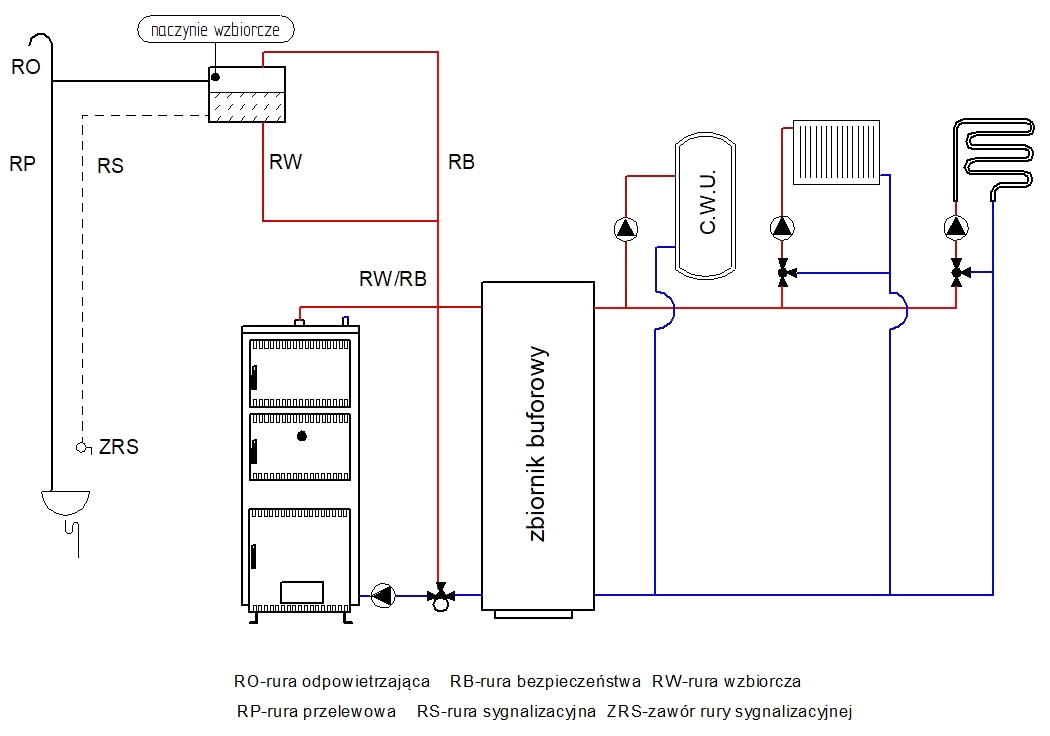 naczynie wzbiorcze
RO
RP
RS
RW
RB
C.W.U.
RW/RB
zbiornik buforowy
ZRS
RO-rura odpowietrzająca RB-rura bezpieczeństwa RW-rura wzbiorcza
RP-rura przelewowa RS-rura sygnalizacyjna ZRS-zawór rury sygnalizacyjnej